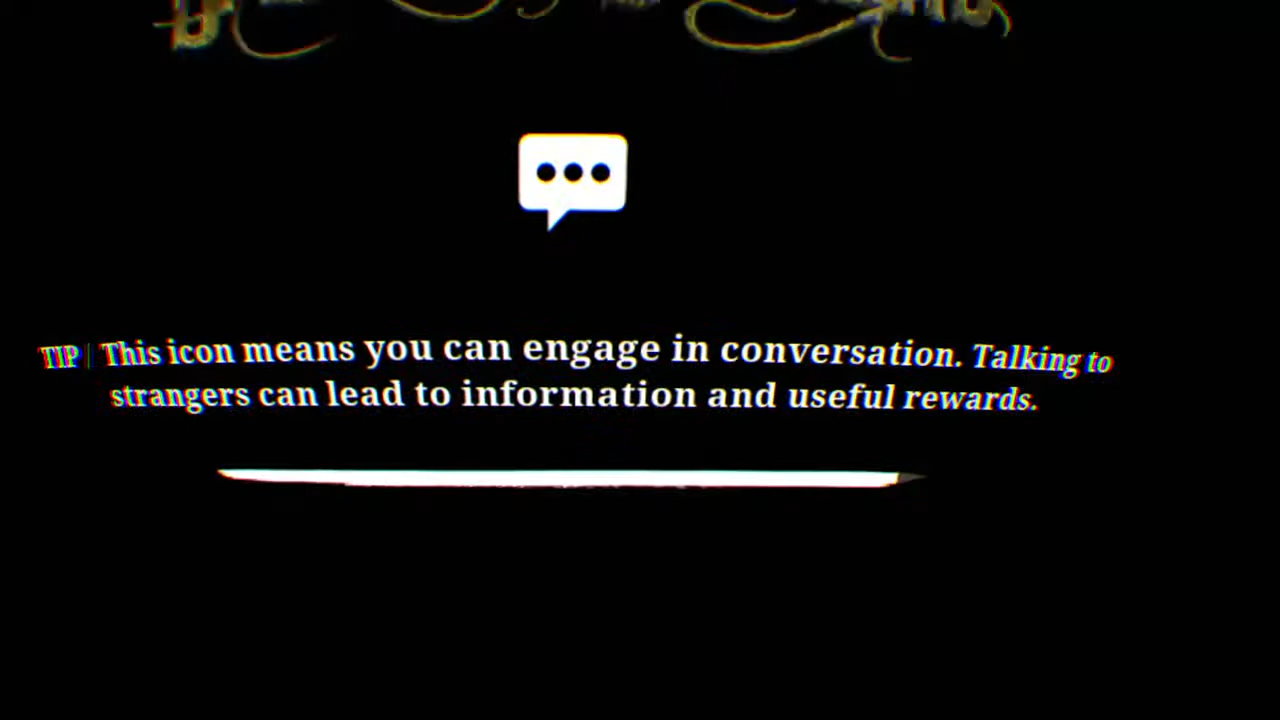 TIP | This icon means you can engage in conversation. Talking to
strangers can lead to information and useful rewards.